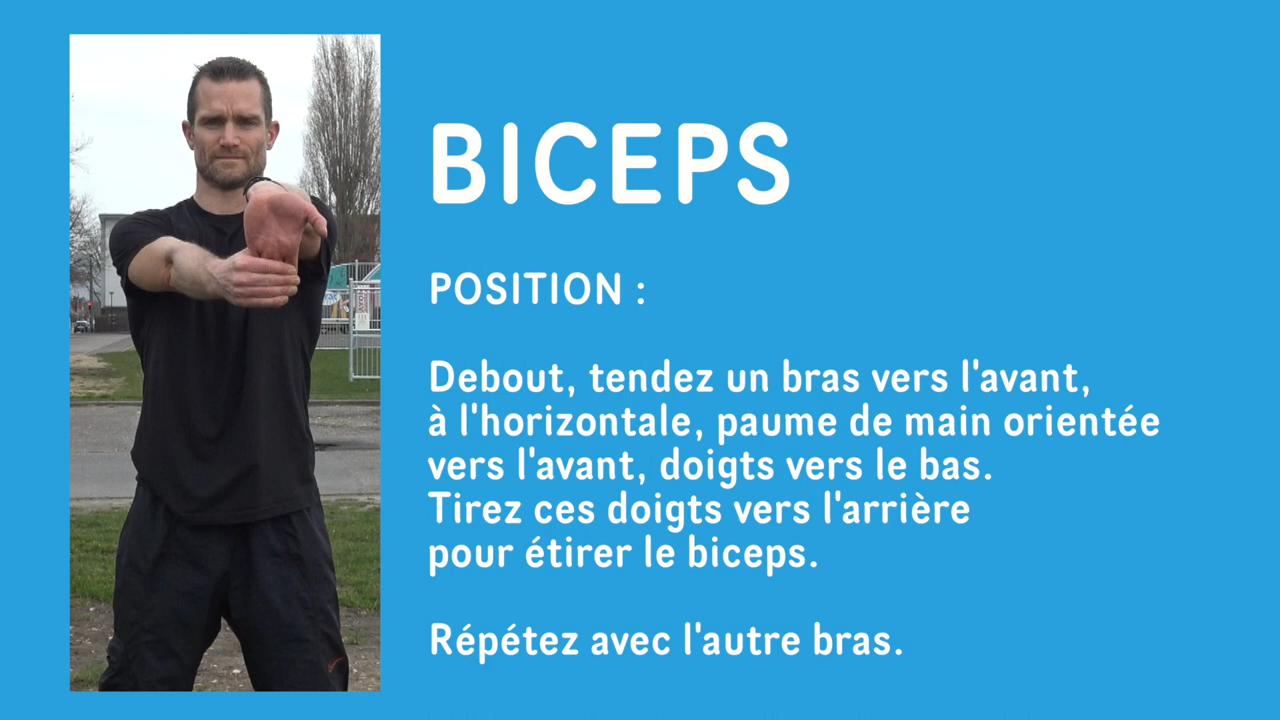 BICEPS
POSITION :
Debout, tendez un bras vers l'avant,
à l'horizontale, paume de main orientée
vers l'avant, doigts vers le bas.
Tirez ces doigts vers l'arrière
pour étirer le biceps.
Répétez avec l'autre bras.